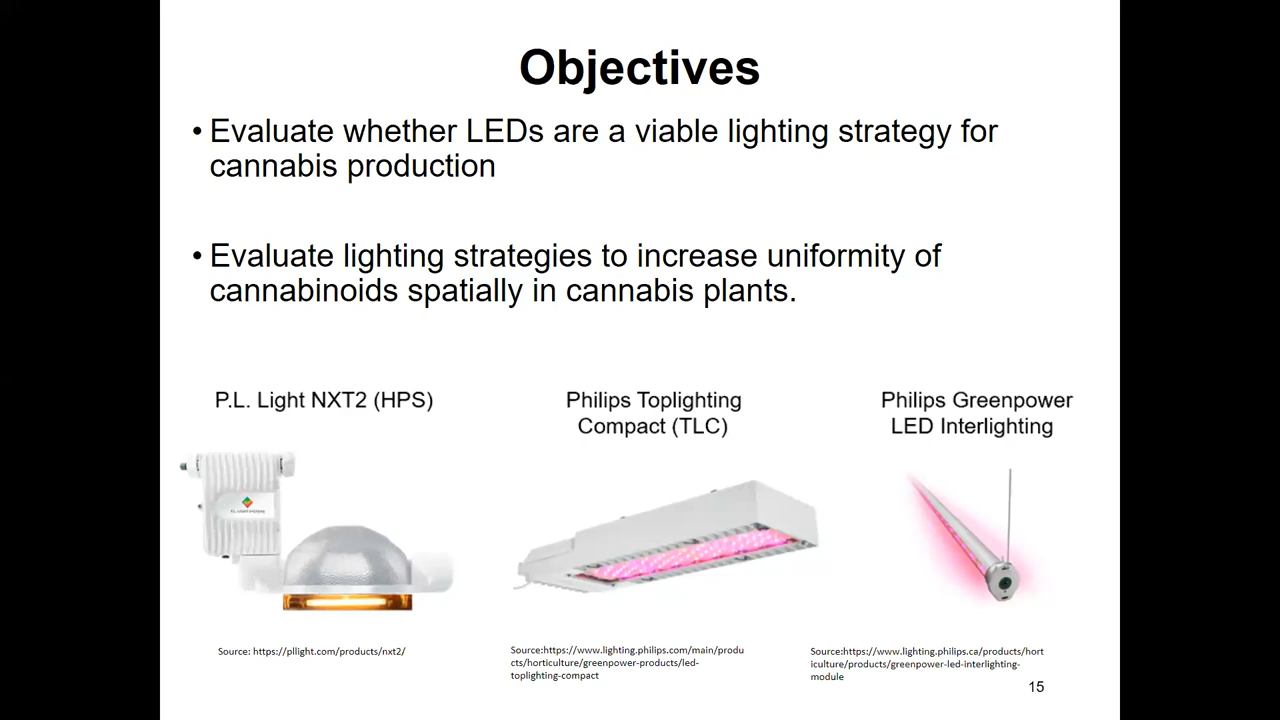 Objectives
• Evaluate whether LEDs are a viable lighting strategy for
cannabis production
• Evaluate lighting strategies to increase uniformity of
cannabinoids spatially in cannabis plants.
P.L. Light NXT2 (HPS)
Philips Toplighting
Compact (TLC)
Philips Greenpower
LED Interlighting
Source: https://pllight.com/products/nxt2/
Source:https://www.lighting.philips.com/main/produ
cts/horticulture/greenpower-products/led-
toplighting-compact
Source:https://www.lighting.philips.ca/products/hort
iculture/products/greenpower-led-interlighting-
module
15